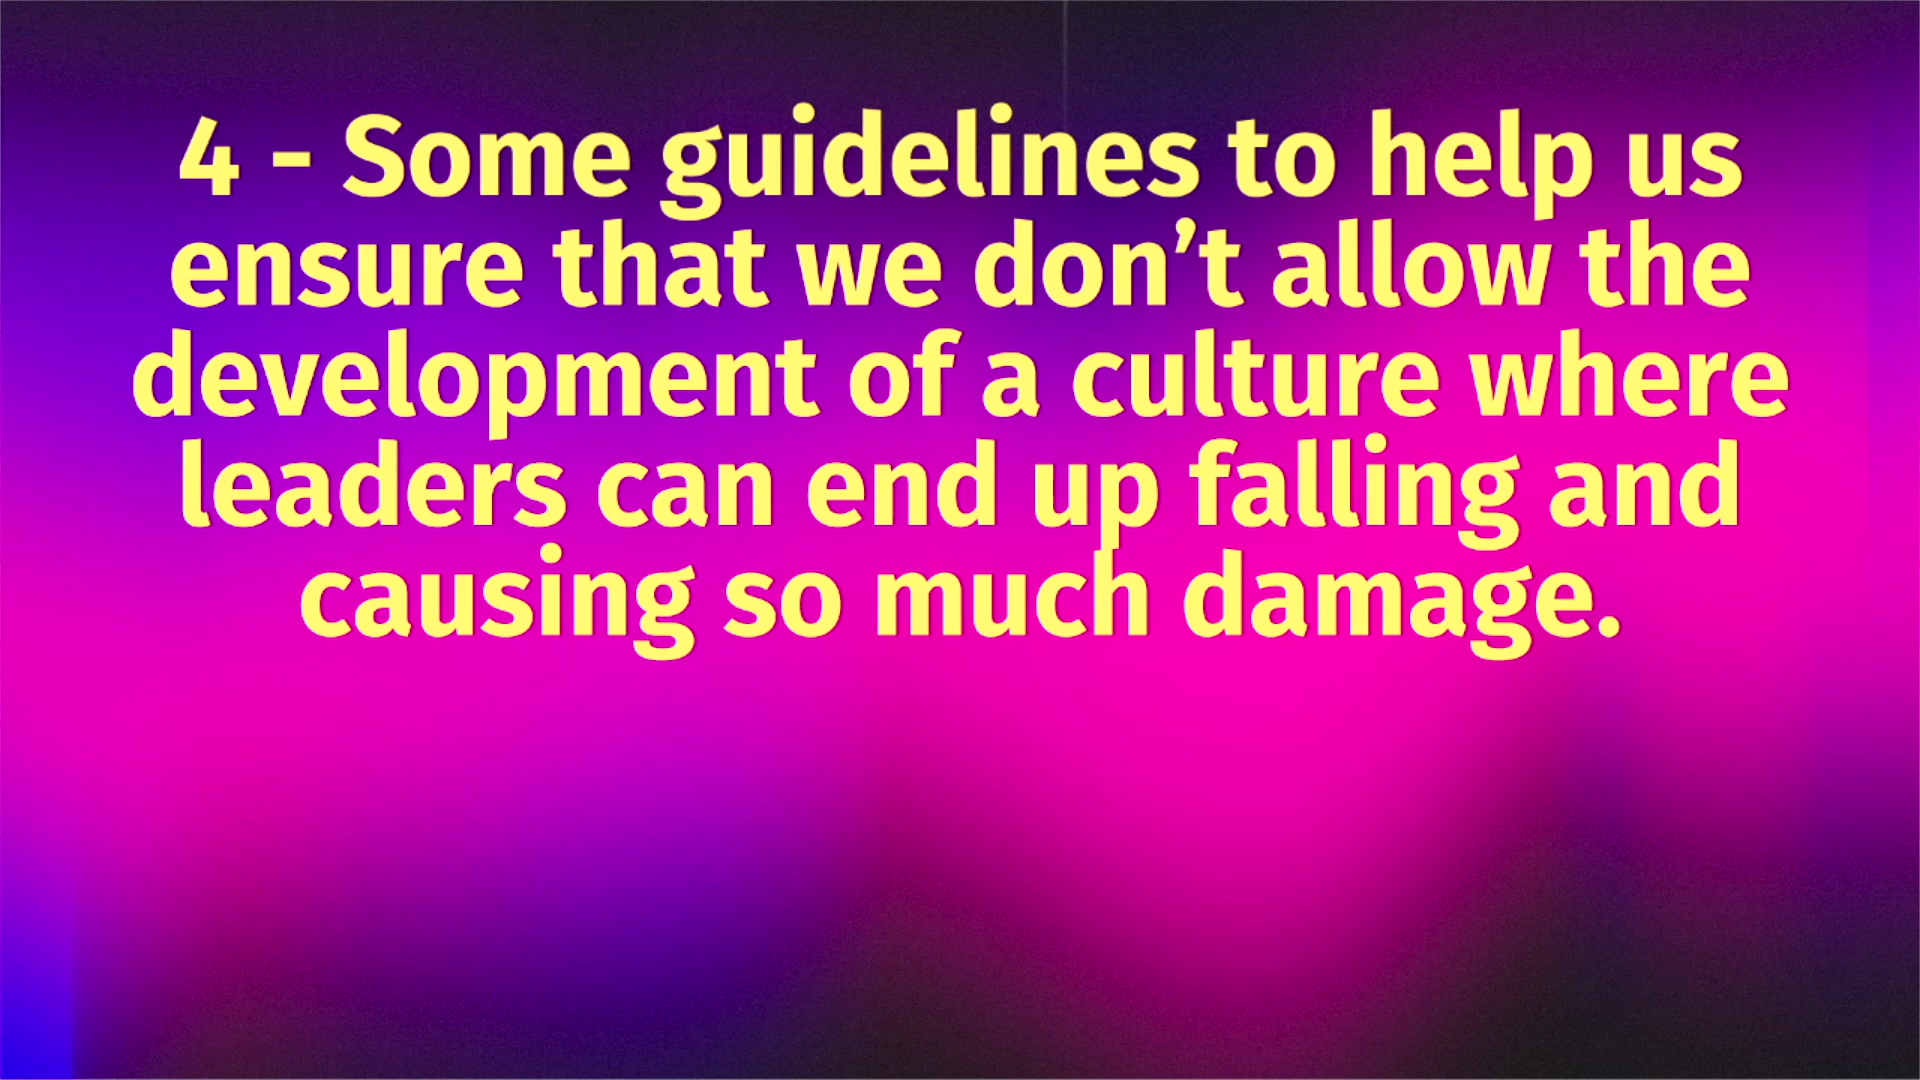 4 - Some guidelines to help us
ensure that we don’t allow the
development of a culture where
leaders can end up falling and
causing so much damage.